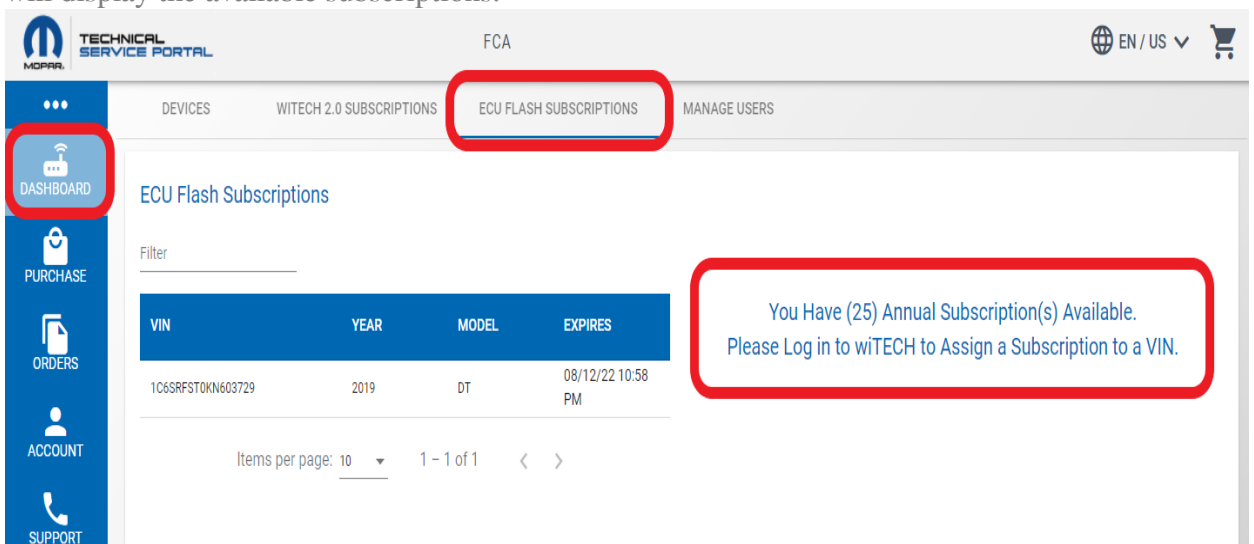 will display the available subscriptions.
MOPAR.
TECHNICAL
SERVICE PORTAL
FCA
EN / US
DEVICES
WITECH 2.0 SUBSCRIPTIONS
ECU FLASH SUBSCRIPTIONS
MANAGE USERS
DASHBOARD
PURCHASE
ORDERS
ACCOUNT
SUPPORT
ECU Flash Subscriptions
Filter
VIN YEAR MODEL EXPIRES
1C6SRFST0KN603729 2019 DT 08/12/22 10:58
PM
Items per page: 10 1 – 1 of 1
You Have (25) Annual Subscription(s) Available.
Please Log in to wiTECH to Assign a Subscription to a VIN.